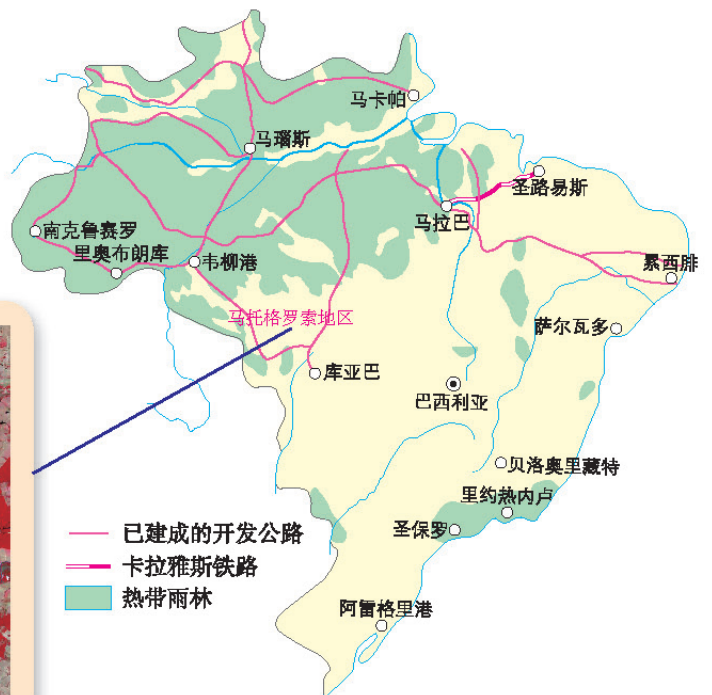 马卡帕
马瑙斯
圣路易斯
马拉巴
南克鲁赛罗
里奥布朗库
韦柳港
累西腓
马托格罗索地区
萨尔瓦多
库亚巴
巴西利亚
贝洛奥里藏特
里约热内卢
圣保罗
已建成的开发公路
卡拉雅斯铁路
热带雨林
阿雷格里港